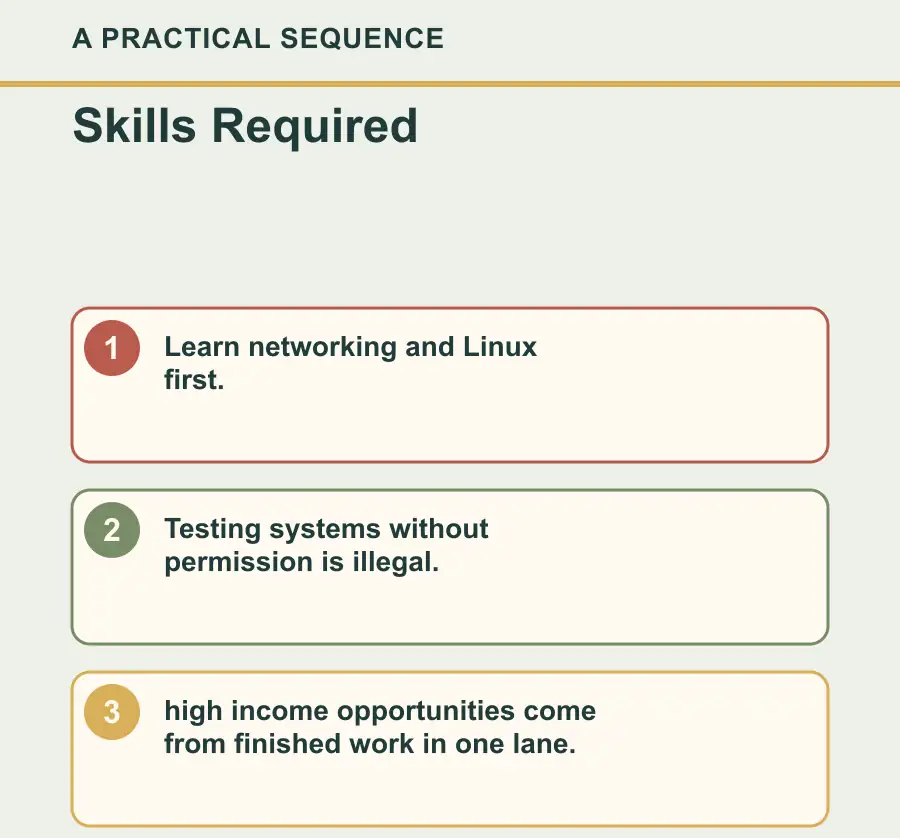 A PRACTICAL SEQUENCE
Skills Required
1
Learn networking and Linux
first.
2
Testing systems without
permission is illegal.
3
high income opportunities come
from finished work in one lane.